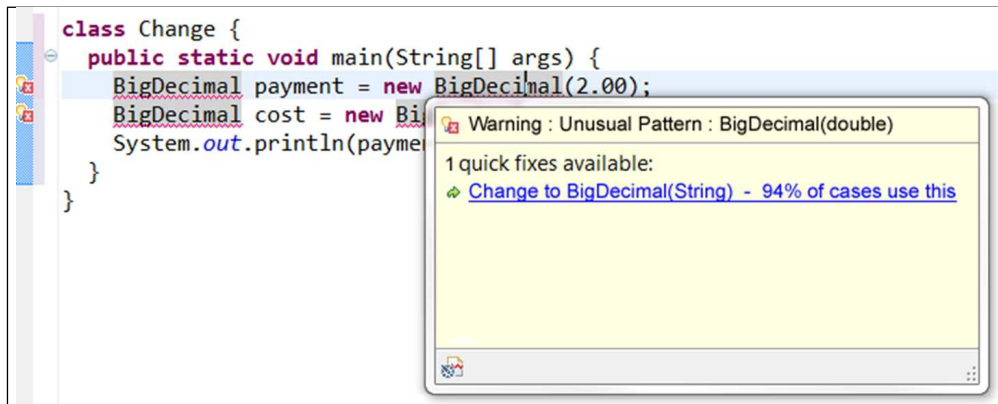 class Change {
public static void main(String[] args) {
BigDecimal payment = new BigDecimal(2.00);
BigDecimal cost = new
System.out.println(
}
}
Warning : Unusual Pattern : BigDecimal(double)
1 quick fixes available:
Change to BigDecimal(String) - 94% of cases use this